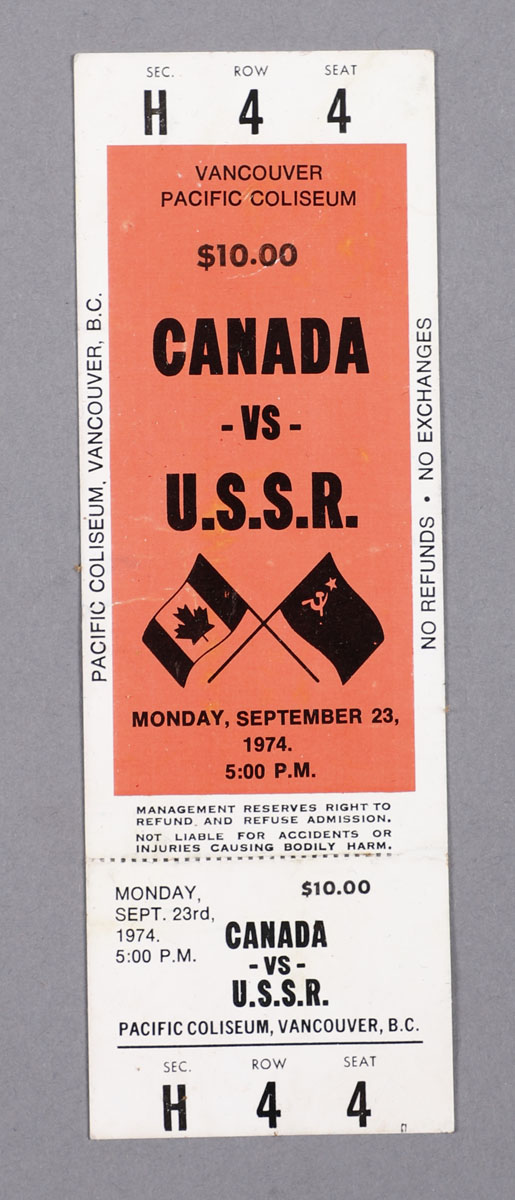 SEC. ROW SEAT
H 4 4
VANCOUVER
PACIFIC COLISEUM
$10.00
CANADA
- VS -
U.S.S.R.
MONDAY, SEPTEMBER 23,
1974.
5:00 P.M.
PACIFIC COLISEUM, VANCOUVER, B.C.
NO REFUNDS • NO EXCHANGES
MANAGEMENT RESERVES RIGHT TO
REFUND AND REFUSE ADMISSION.
NOT LIABLE FOR ACCIDENTS OR
INJURIES CAUSING BODILY HARM.
MONDAY,
SEPT. 23rd,
1974.
5:00 P.M.
$10.00
CANADA
- VS -
U.S.S.R.
PACIFIC COLISEUM, VANCOUVER, B.C.
SEC. ROW SEAT
H 4 4